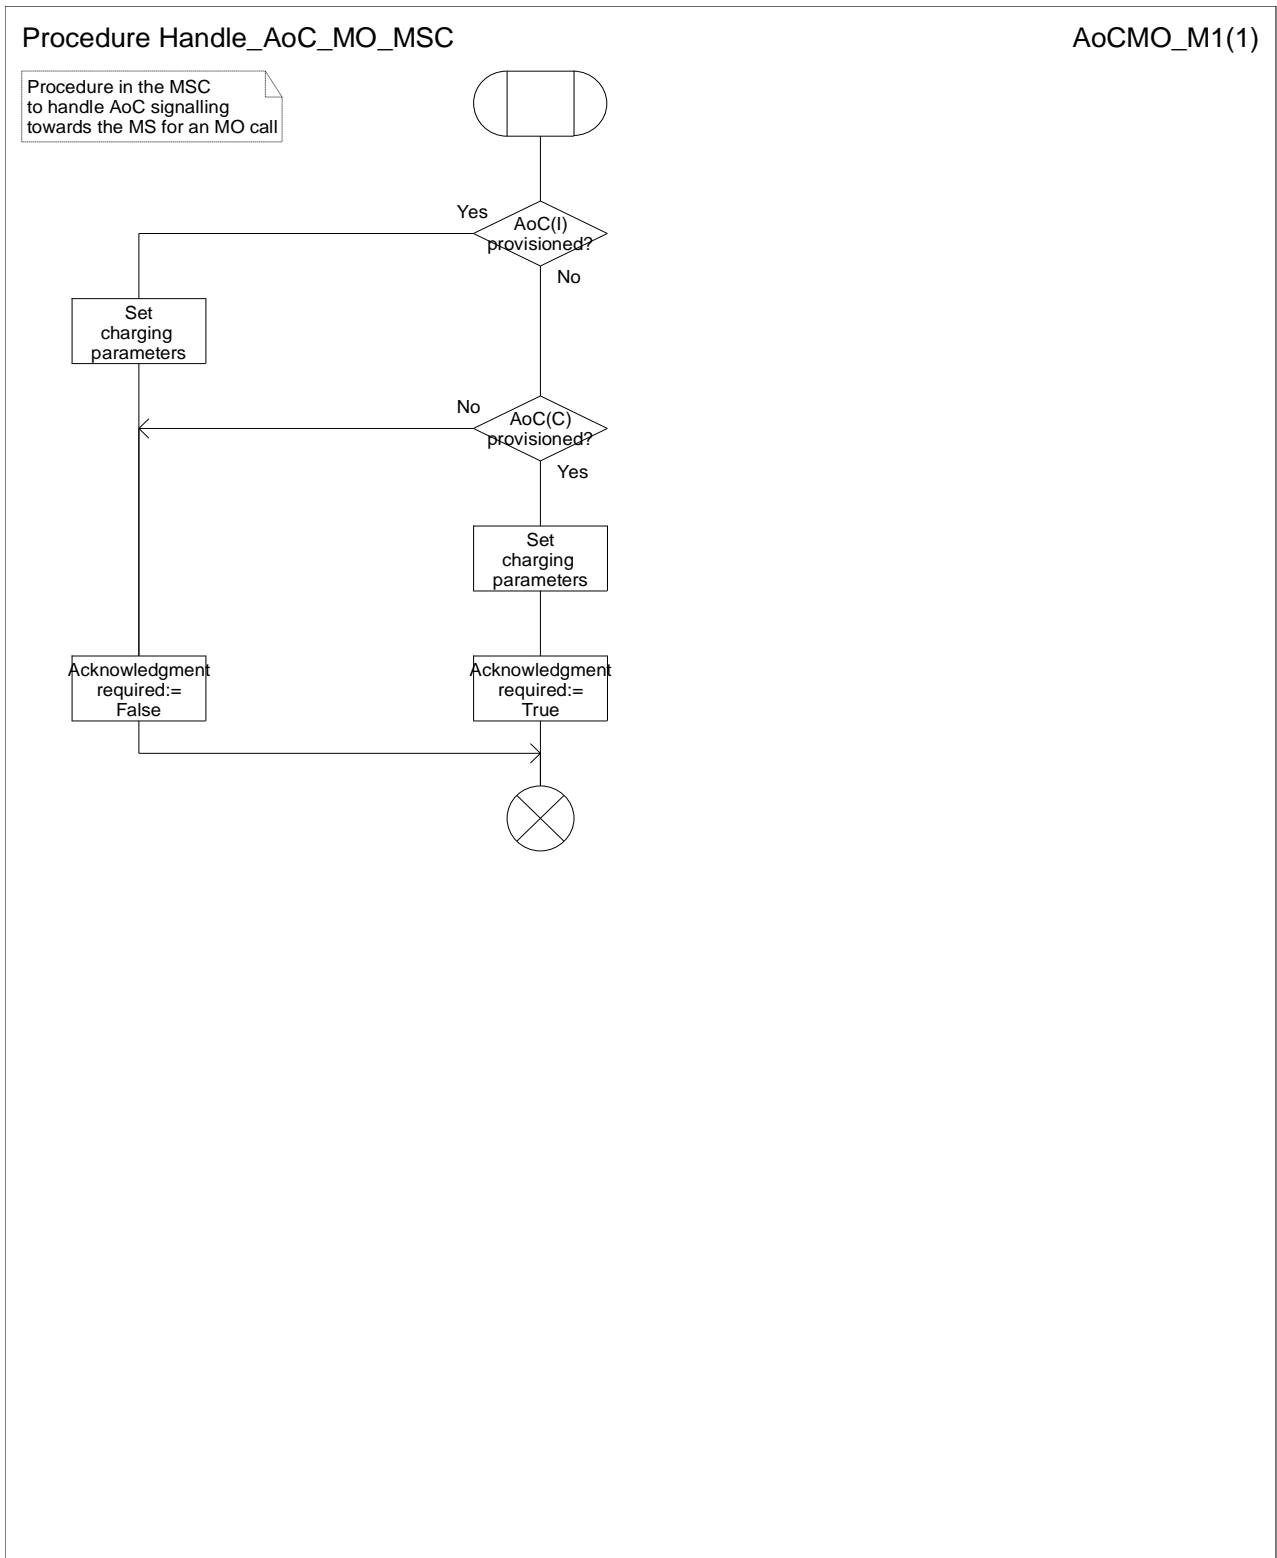 Procedure Handle_AoC_MO_MSC
AoCMO_M1(1)
Procedure in the MSC
to handle AoC signalling
towards the MS for an MO call
Yes
AoC(I)
provisioned?
No
Set
charging
parameters
No
AoC(C)
provisioned?
Yes
Set
charging
parameters
Acknowledgment
required:=
False
Acknowledgment
required:=
True